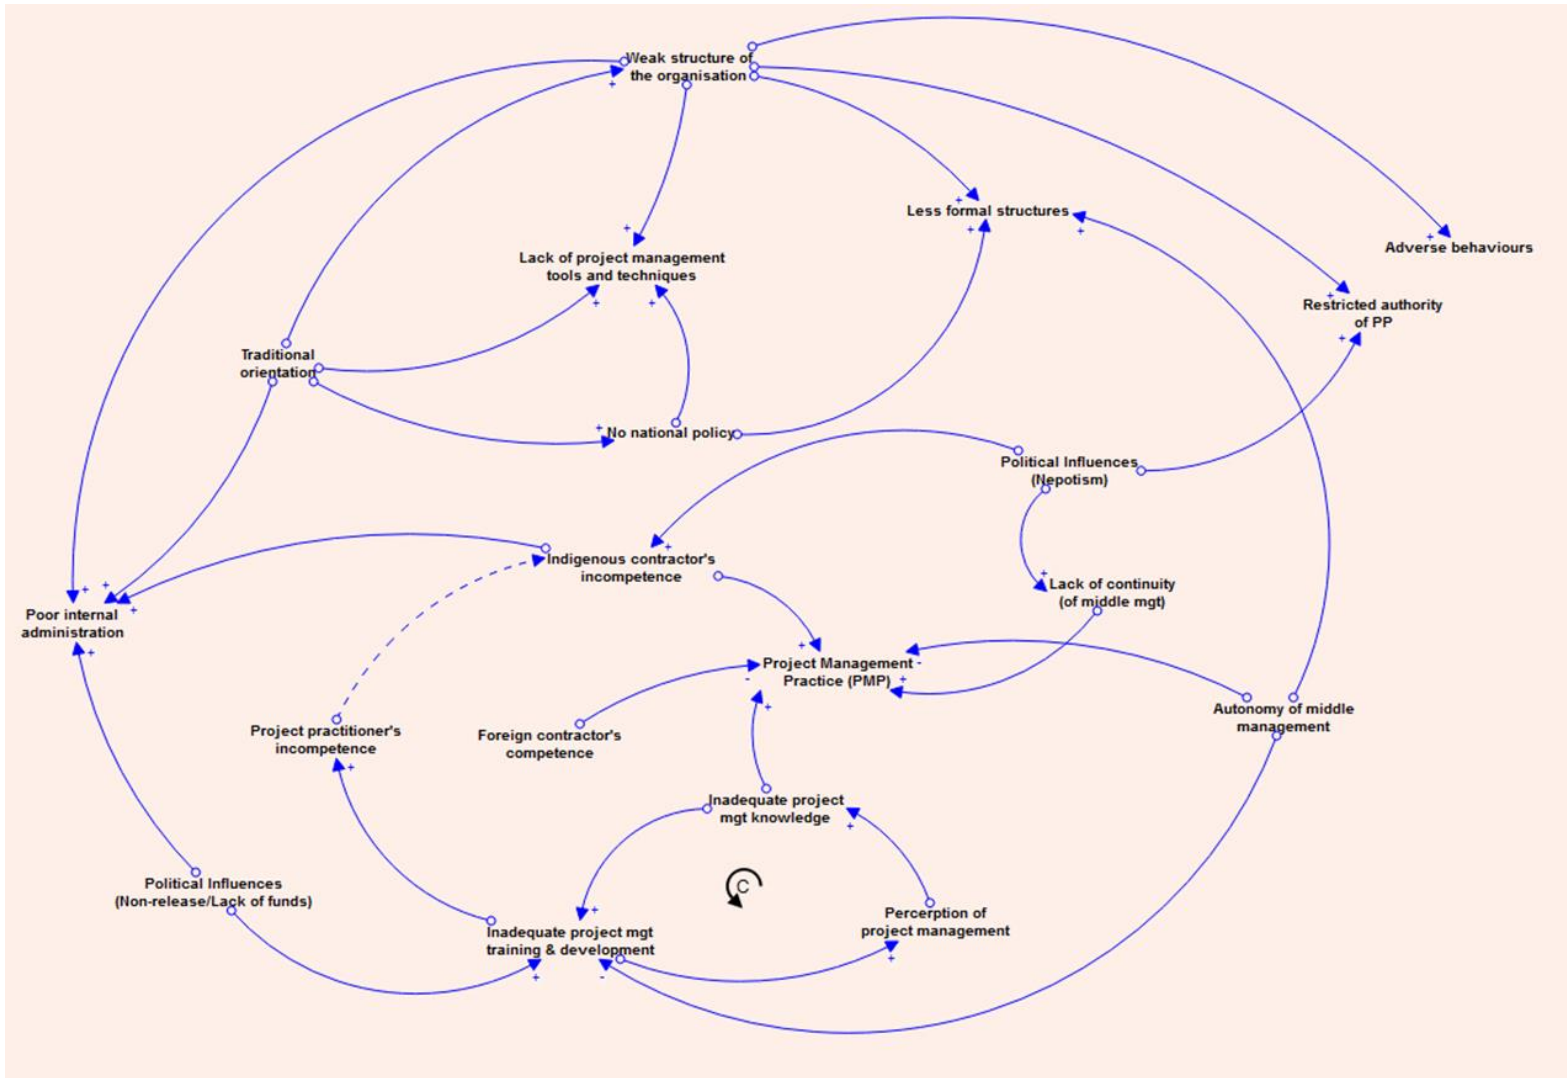 Weak structure of
the organisation
+
Less formal structures
+
+
+
Adverse behaviours
+
Lack of project management
tools and techniques
+
+
+
Restricted authority
of PP
+
+
Traditional
orientation
No national policy
+
Political Influences
(Nepotism)
Indigenous contractor's
incompetence
+
Lack of continuity
(of middle mgt)
+
Poor internal
administration
+
+
+
+
Project Management
Practice (PMP)
+
-
+
-
+
Autonomy of middle
management
Project practitioner's
incompetence
+
Foreign contractor's
competence
Inadequate project
mgt knowledge
+
Political Influences
(Non-release/Lack of funds)
C
Inadequate project mgt
training & development
+
+
-
Percerption of
project management
+